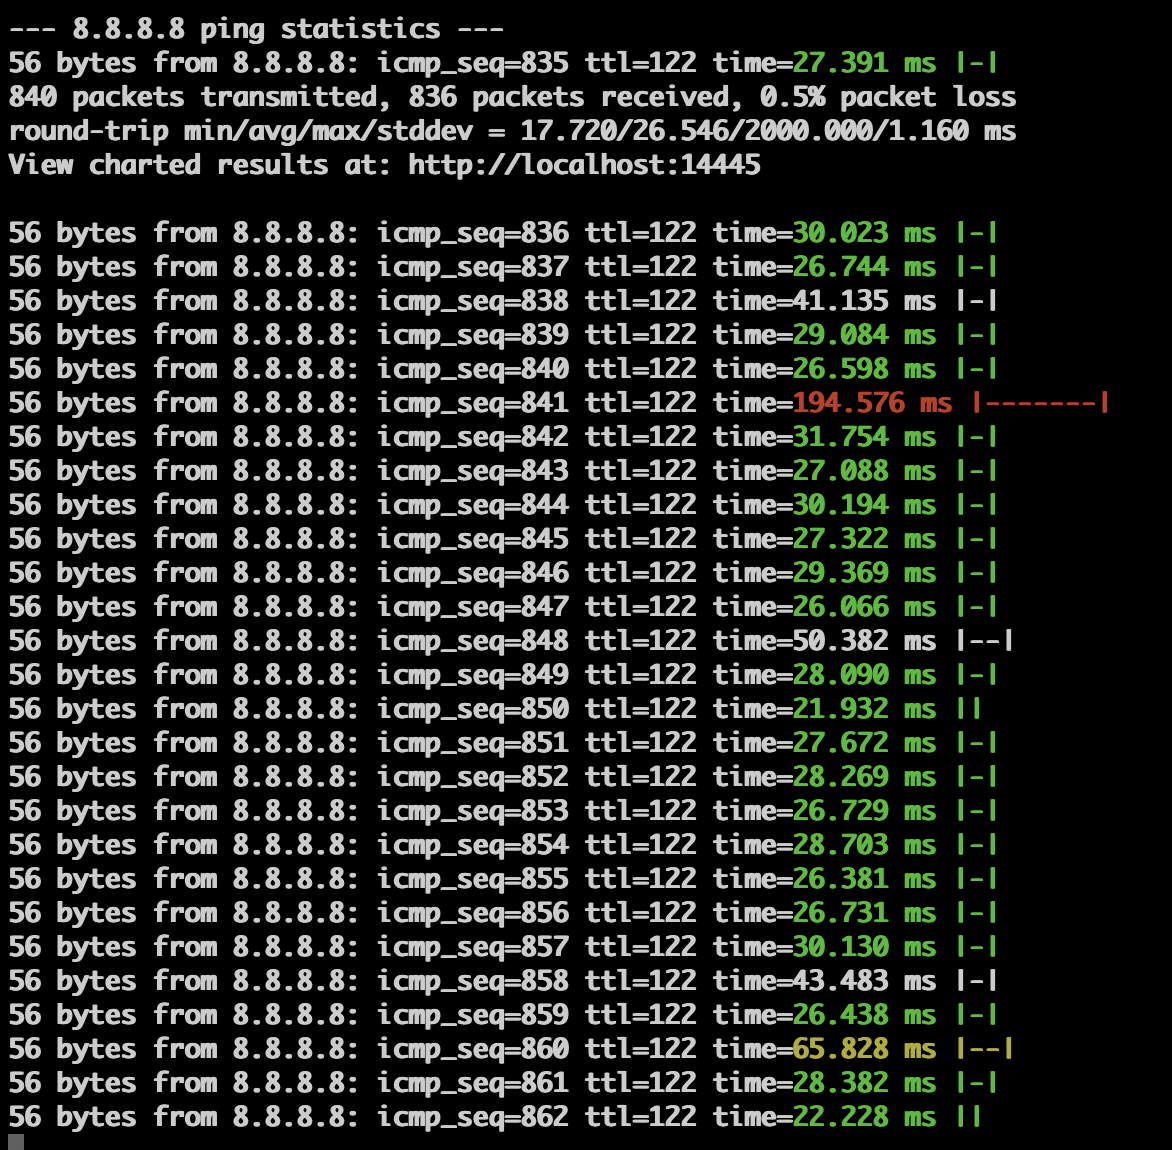 --- 8.8.8.8 ping statistics ---
56 bytes from 8.8.8.8: icmp_seq=835 ttl=122 time=27.391 ms |-|
840 packets transmitted, 836 packets received, 0.5% packet loss
round-trip min/avg/max/stddev = 17.720/26.546/2000.000/1.160 ms
View charted results at: http://localhost:14445
56 bytes from 8.8.8.8: icmp_seq=836 ttl=122 time=30.023 ms |-|
56 bytes from 8.8.8.8: icmp_seq=837 ttl=122 time=26.744 ms |-|
56 bytes from 8.8.8.8: icmp_seq=838 ttl=122 time=41.135 ms |-|
56 bytes from 8.8.8.8: icmp_seq=839 ttl=122 time=29.084 ms |-|
56 bytes from 8.8.8.8: icmp_seq=840 ttl=122 time=26.598 ms |-|
56 bytes from 8.8.8.8: icmp_seq=841 ttl=122 time=194.576 ms |-------|
56 bytes from 8.8.8.8: icmp_seq=842 ttl=122 time=31.754 ms |-|
56 bytes from 8.8.8.8: icmp_seq=843 ttl=122 time=27.088 ms |-|
56 bytes from 8.8.8.8: icmp_seq=844 ttl=122 time=30.194 ms |-|
56 bytes from 8.8.8.8: icmp_seq=845 ttl=122 time=27.322 ms |-|
56 bytes from 8.8.8.8: icmp_seq=846 ttl=122 time=29.369 ms |-|
56 bytes from 8.8.8.8: icmp_seq=847 ttl=122 time=26.066 ms |-|
56 bytes from 8.8.8.8: icmp_seq=848 ttl=122 time=50.382 ms |--|
56 bytes from 8.8.8.8: icmp_seq=849 ttl=122 time=28.090 ms |-|
56 bytes from 8.8.8.8: icmp_seq=850 ttl=122 time=21.932 ms ||
56 bytes from 8.8.8.8: icmp_seq=851 ttl=122 time=27.672 ms |-|
56 bytes from 8.8.8.8: icmp_seq=852 ttl=122 time=28.269 ms |-|
56 bytes from 8.8.8.8: icmp_seq=853 ttl=122 time=26.729 ms |-|
56 bytes from 8.8.8.8: icmp_seq=854 ttl=122 time=28.703 ms |-|
56 bytes from 8.8.8.8: icmp_seq=855 ttl=122 time=26.381 ms |-|
56 bytes from 8.8.8.8: icmp_seq=856 ttl=122 time=26.731 ms |-|
56 bytes from 8.8.8.8: icmp_seq=857 ttl=122 time=30.130 ms |-|
56 bytes from 8.8.8.8: icmp_seq=858 ttl=122 time=43.483 ms |-|
56 bytes from 8.8.8.8: icmp_seq=859 ttl=122 time=26.438 ms |-|
56 bytes from 8.8.8.8: icmp_seq=860 ttl=122 time=65.828 ms |--|
56 bytes from 8.8.8.8: icmp_seq=861 ttl=122 time=28.382 ms |-|
56 bytes from 8.8.8.8: icmp_seq=862 ttl=122 time=22.228 ms ||